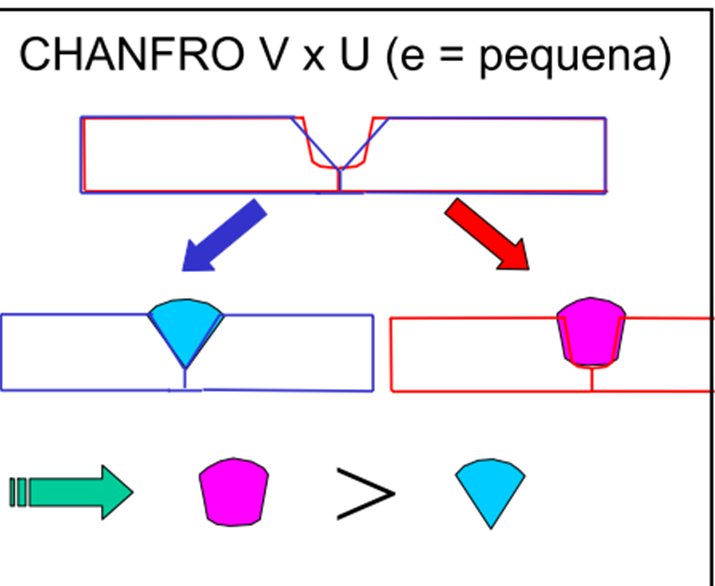 CHANFRO V x U (e = pequena)
>